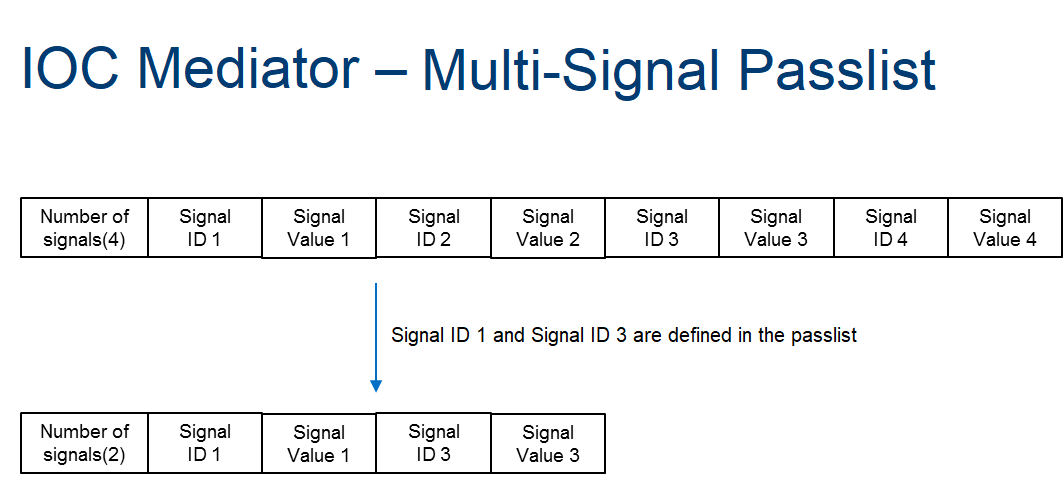 IOC Mediator – Multi-Signal Passlist
Number of
signals(4)
Signal
ID 1
Signal
Value 1
Signal
ID 2
Signal
Value 2
Signal
ID 3
Signal
Value 3
Signal
ID 4
Signal
Value 4
Signal ID 1 and Signal ID 3 are defined in the passlist
Number of
signals(2)
Signal
ID 1
Signal
Value 1
Signal
ID 3
Signal
Value 3